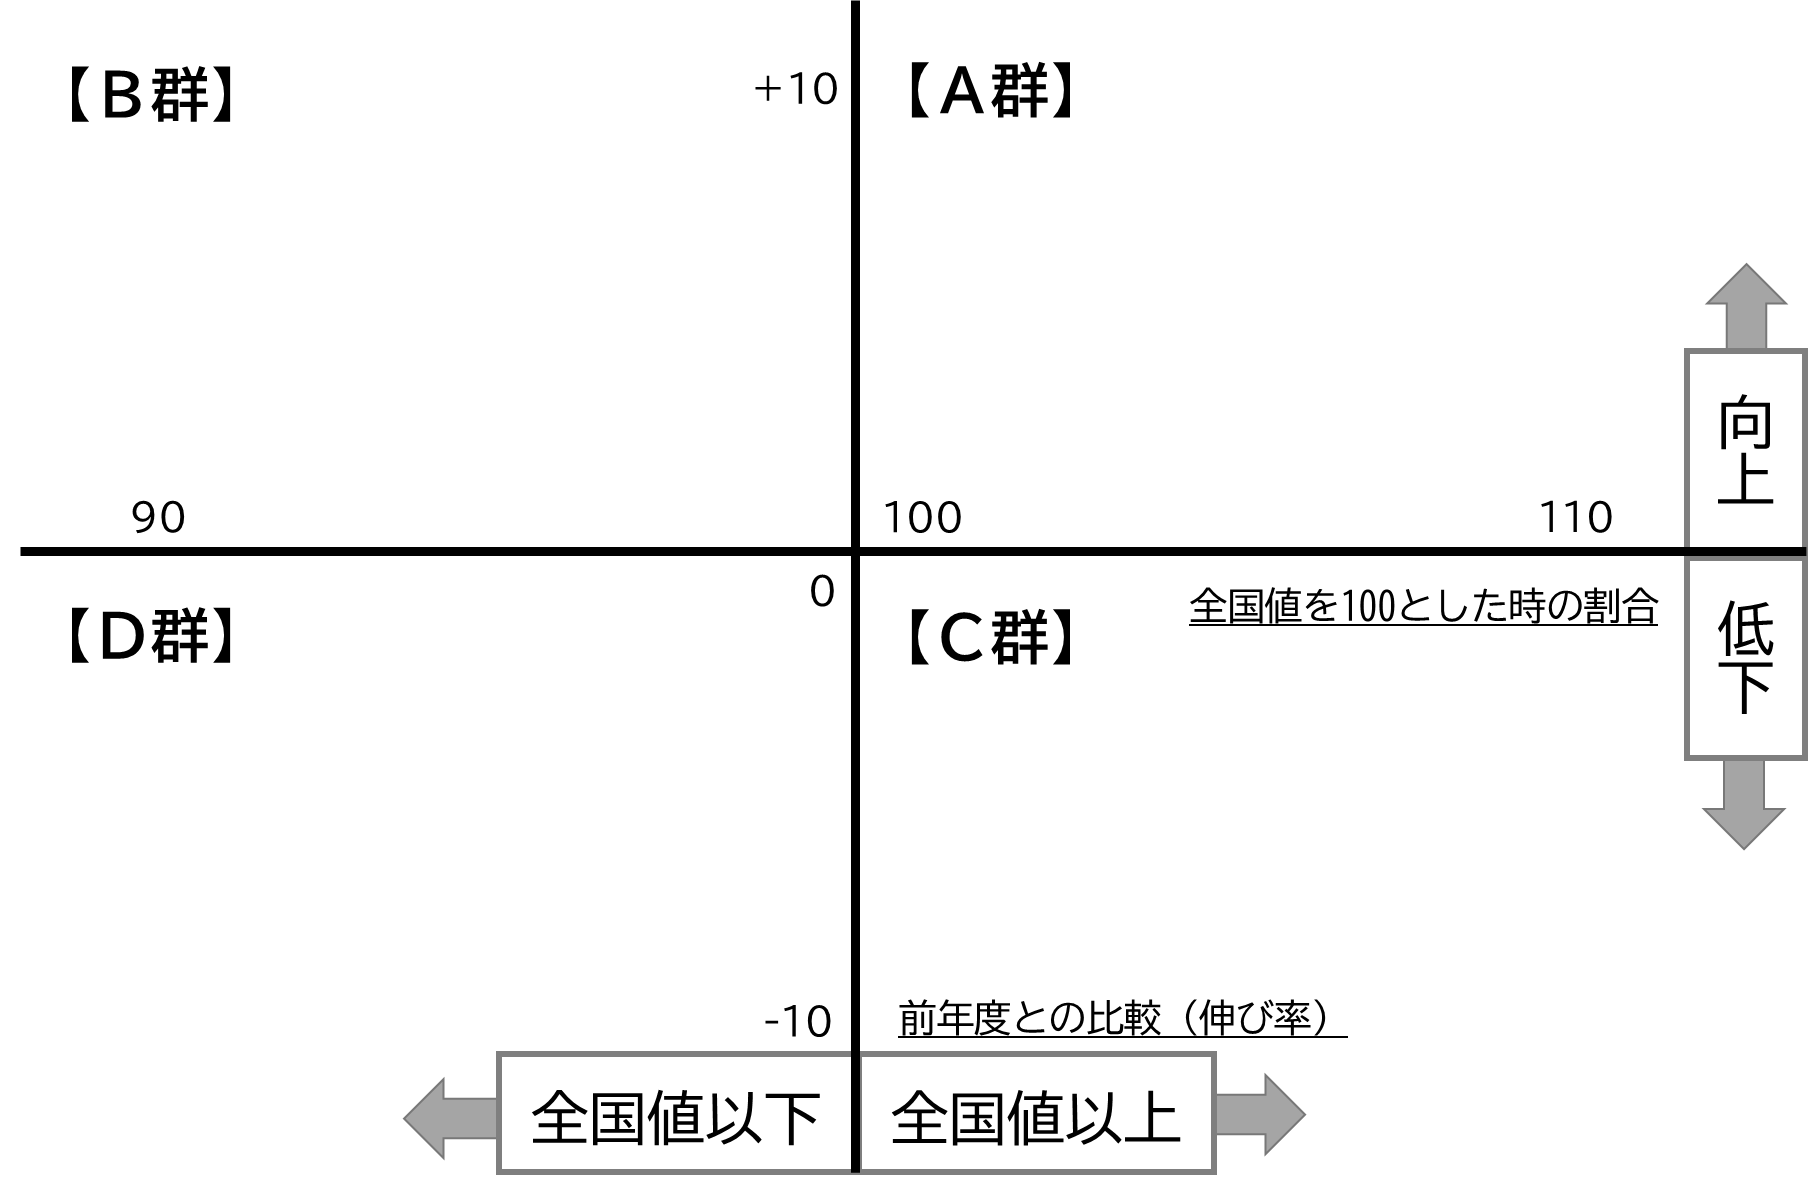 【B群】
+10
【A群】
向上
90
100
110
0
全国値を100とした時の割合
【D群】
【C群】
低下
-10
前年度との比較（伸び率）
全国値以下
全国値以上